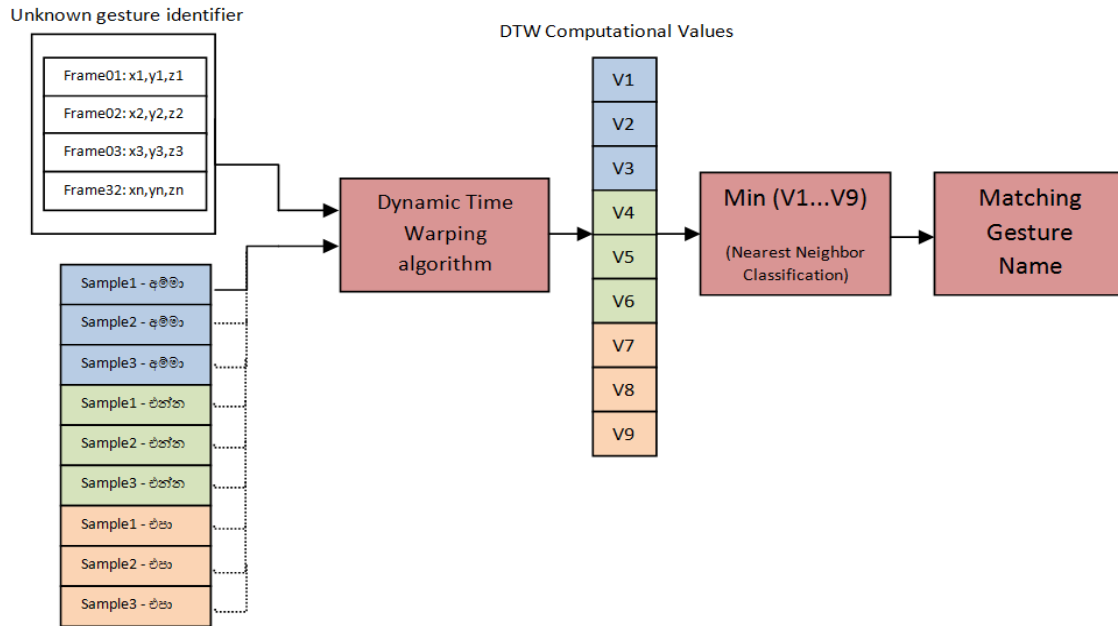 Unknown gesture identifier
Frame01: x1,y1,z1
Frame02: x2,y2,z2
Frame03: x3,y3,z3
Frame32: xn,yn,zn
Sample1 - අම්මා
Sample2 - අම්මා
Sample3 - අම්මා
Sample1 - එන්න
Sample2 - එන්න
Sample3 - එන්න
Sample1 - එපා
Sample2 - එපා
Sample3 - එපා
Dynamic Time
Warping
algorithm
DTW Computational Values
V1
V2
V3
V4
V5
V6
V7
V8
V9
Min (V1...V9)
(Nearest Neighbor
Classification)
Matching
Gesture
Name